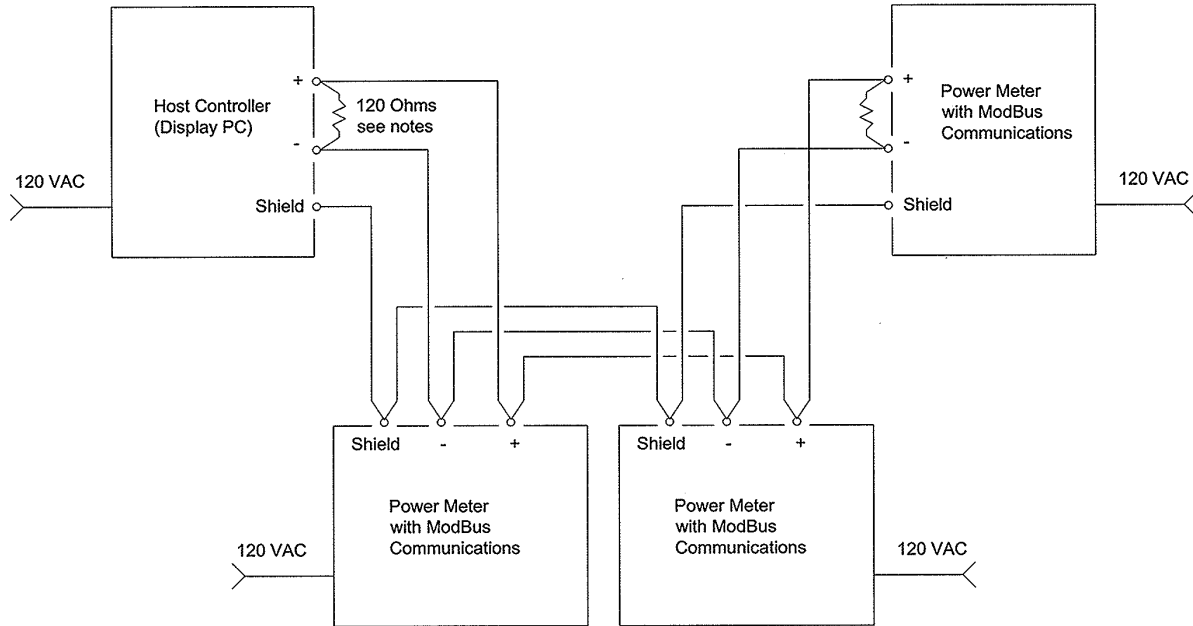 Host Controller
(Display PC)
+
-
Shield
120 Ohms
see notes
120 VAC
+
-
Shield
Power Meter
with ModBus
Communications
120 VAC
Shield - +
Power Meter
with ModBus
Communications
120 VAC
Shield - +
Power Meter
with ModBus
Communications
120 VAC